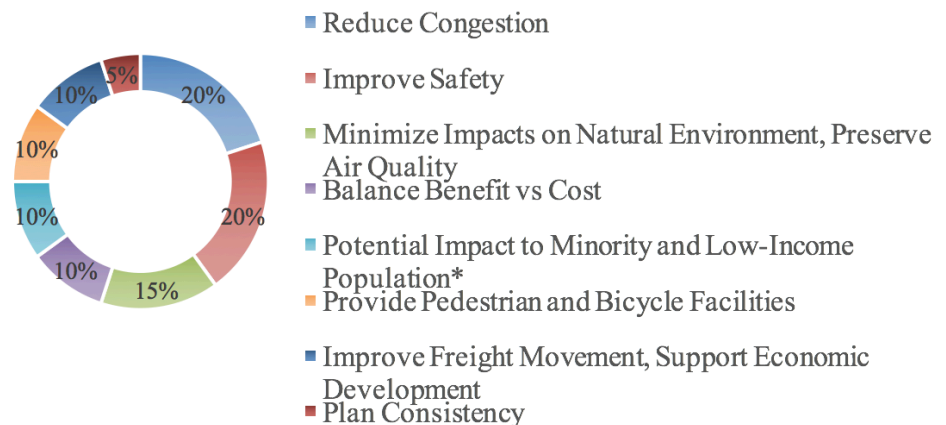 5%
20%
10%
10%
20%
10%
10%
15%
Reduce Congestion
Improve Safety
Minimize Impacts on Natural Environment, Preserve
Air Quality
Balance Benefit vs Cost
Potential Impact to Minority and Low-Income
Population*
Provide Pedestrian and Bicycle Facilities
Improve Freight Movement, Support Economic
Development
Plan Consistency